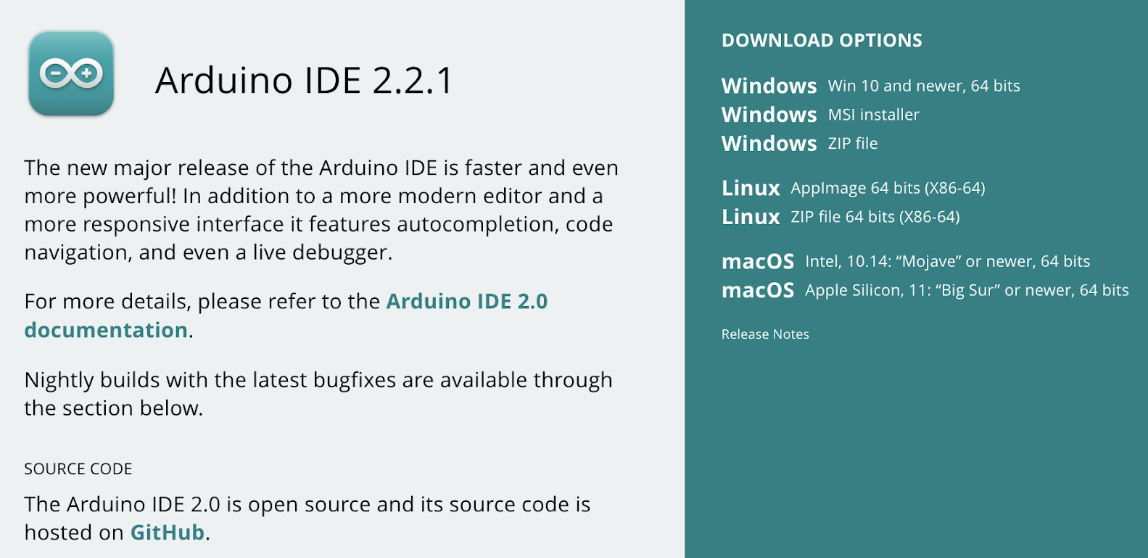 Arduino IDE 2.2.1
The new major release of the Arduino IDE is faster and even
more powerful! In addition to a more modern editor and a
more responsive interface it features autocompletion, code
navigation, and even a live debugger.
For more details, please refer to the Arduino IDE 2.0
documentation.
Nightly builds with the latest bugfixes are available through
the section below.
SOURCE CODE
The Arduino IDE 2.0 is open source and its source code is
hosted on GitHub.
DOWNLOAD OPTIONS
Windows Win 10 and newer, 64 bits
Windows MSI installer
Windows ZIP file
Linux AppImage 64 bits (X86-64)
Linux ZIP file 64 bits (X86-64)
macOS Intel, 10.14: “Mojave” or newer, 64 bits
macOS Apple Silicon, 11: “Big Sur” or newer, 64 bits
Release Notes